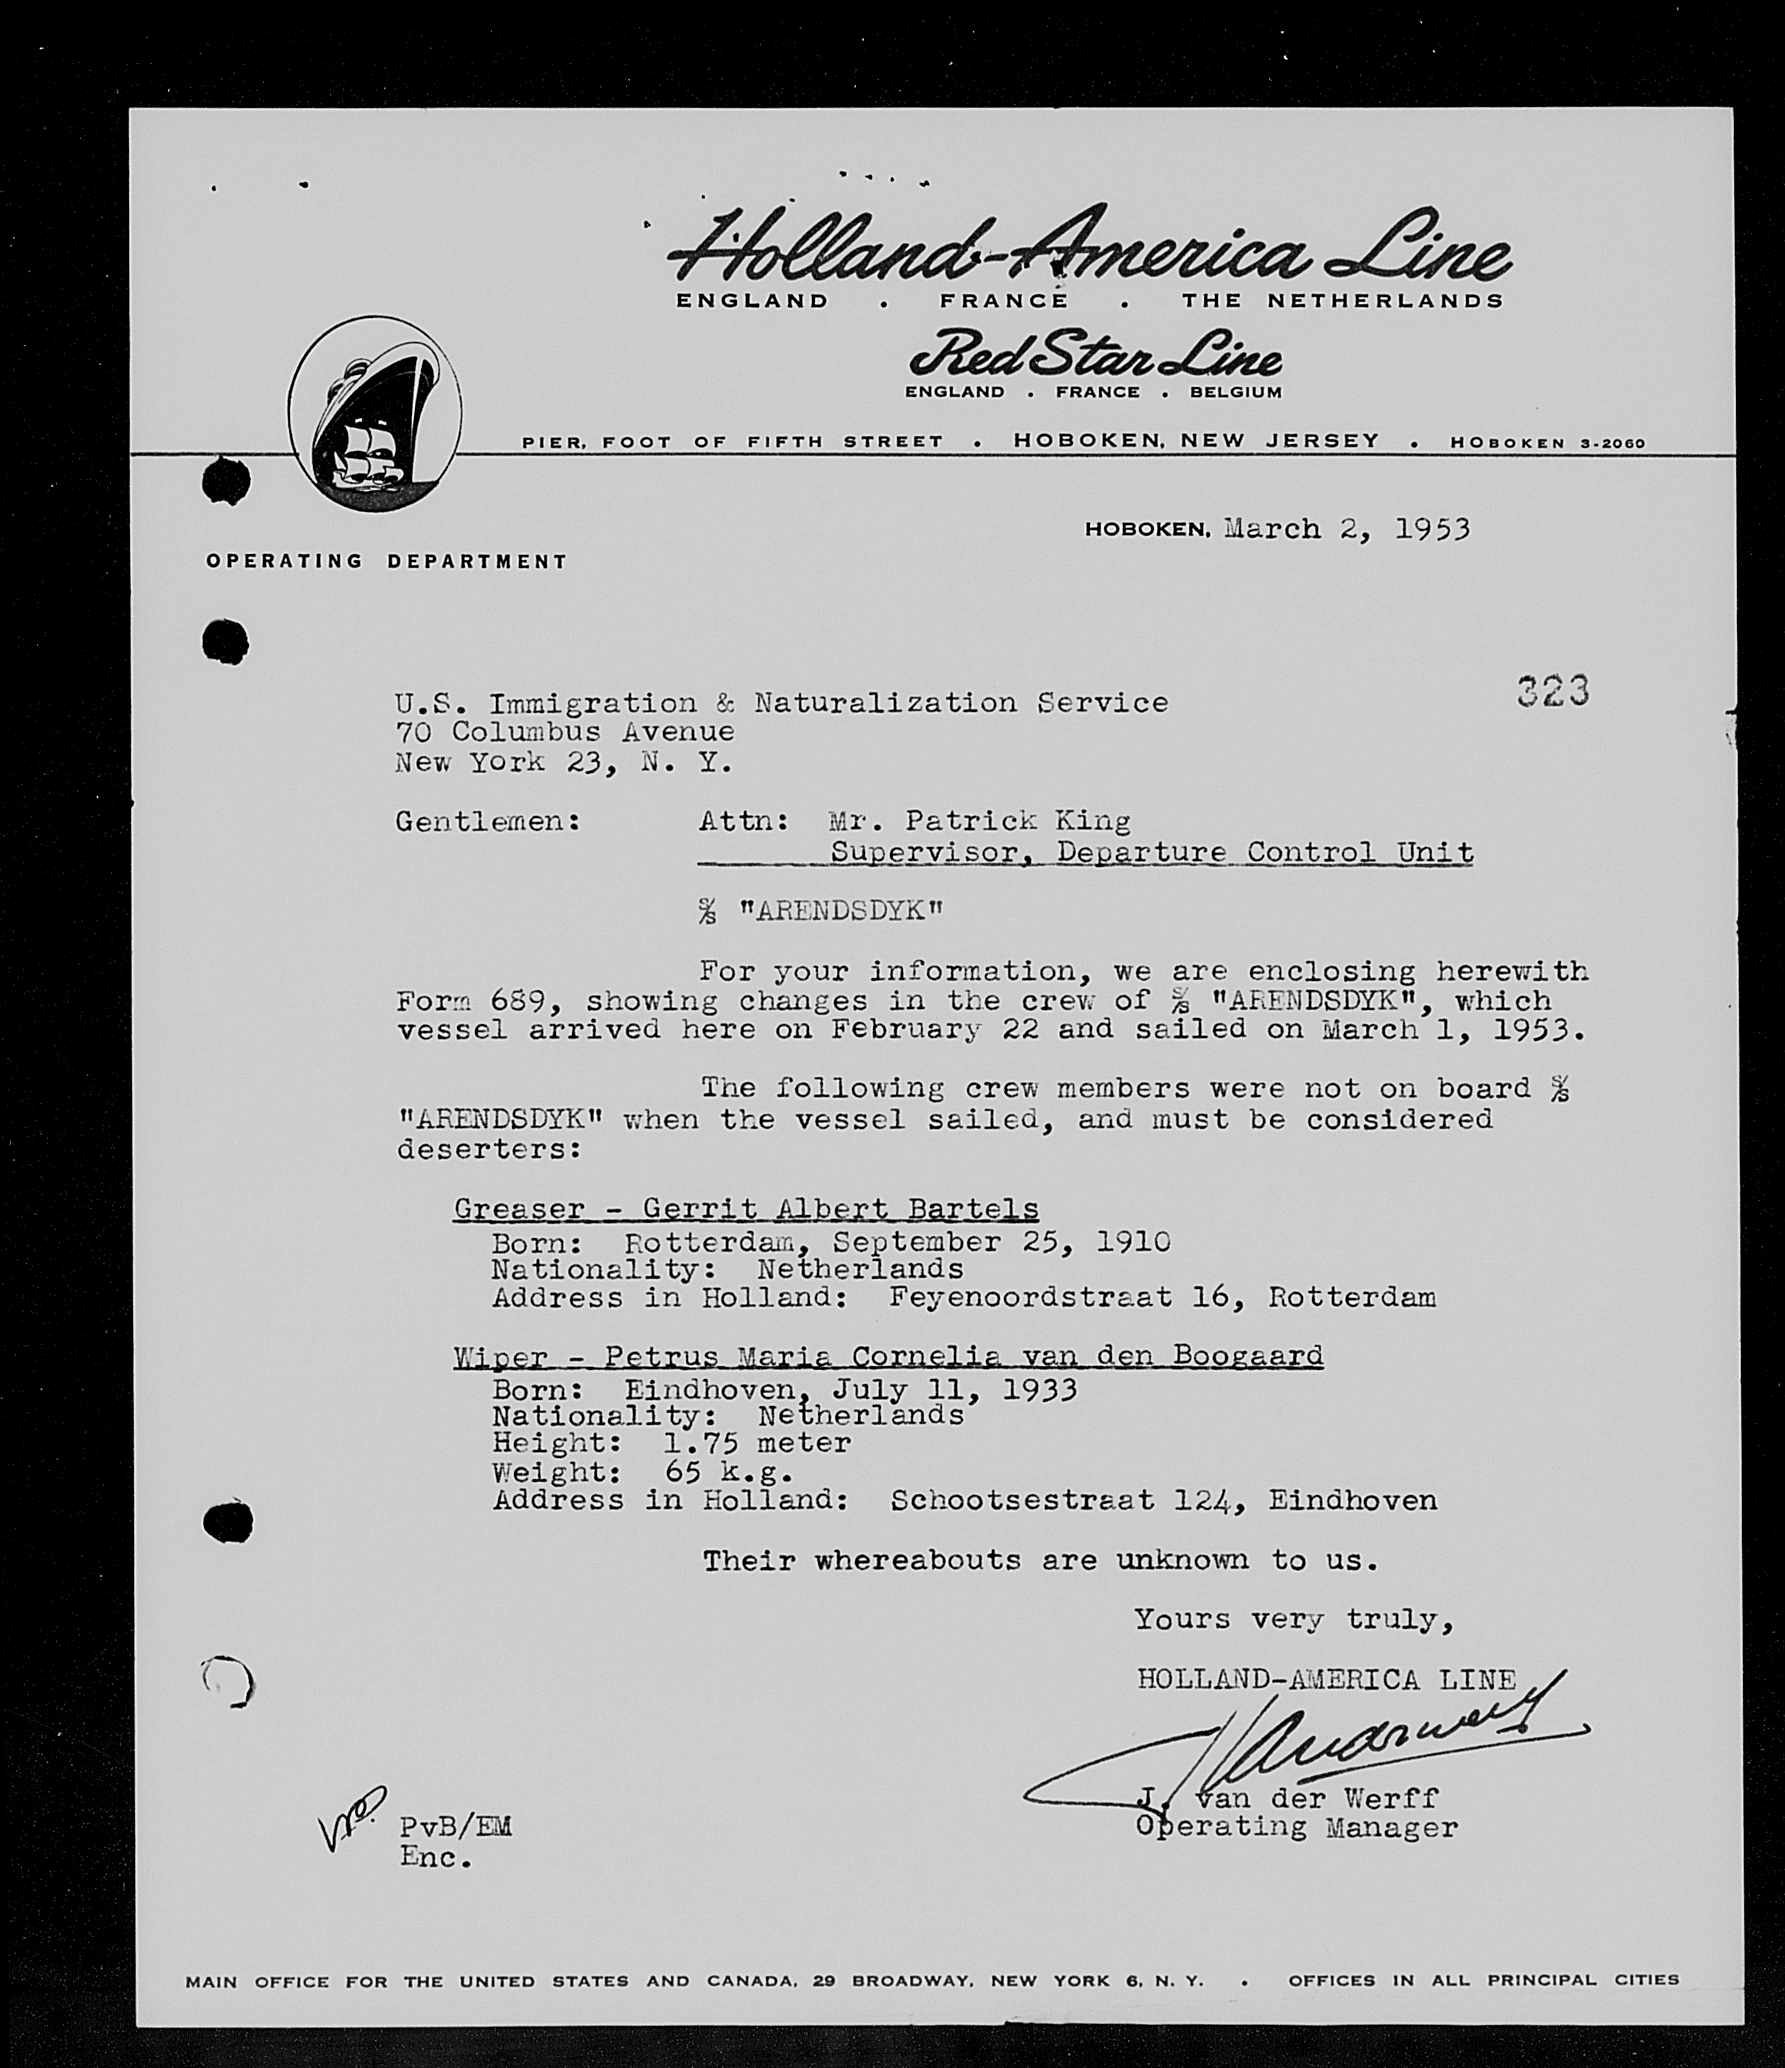 Holland-America Line
ENGLAND . FRANCE . THE NETHERLANDS
Red Star Line
ENGLAND . FRANCE . BELGIUM
PIER, FOOT OF FIFTH STREET . HOBOKEN, NEW JERSEY . HOBOKEN 3-2060
HOBOKEN, March 2, 1953
OPERATING DEPARTMENT
323
U.S. Immigration & Naturalization Service
70 Columbus Avenue
New York 23, N. Y.
Gentlemen: Attn: Mr. Patrick King
Supervisor, Departure Control Unit
S/S "ARENDSDYK"
For your information, we are enclosing herewith
Form 689, showing changes in the crew of S/S "ARENDSDYK", which
vessel arrived here on February 22 and sailed on March 1, 1953.
The following crew members were not on board S/S
"ARENDSDYK" when the vessel sailed, and must be considered
deserters:
Greaser - Gerrit Albert Bartels
Born: Rotterdam, September 25, 1910
Nationality: Netherlands
Address in Holland: Feyenoordstraat 16, Rotterdam
Wiper - Petrus Maria Cornelia van den Boogaard
Born: Eindhoven, July 11, 1933
Nationality: Netherlands
Height: 1.75 meter
Weight: 65 k.g.
Address in Holland: Schootsestraat 124, Eindhoven
Their whereabouts are unknown to us.
Yours very truly,
HOLLAND-AMERICA LINE
J. van der Werff
Operating Manager
PvB/EM
Enc.
MAIN OFFICE FOR THE UNITED STATES AND CANADA, 29 BROADWAY, NEW YORK 6, N. Y. . OFFICES IN ALL PRINCIPAL CITIES